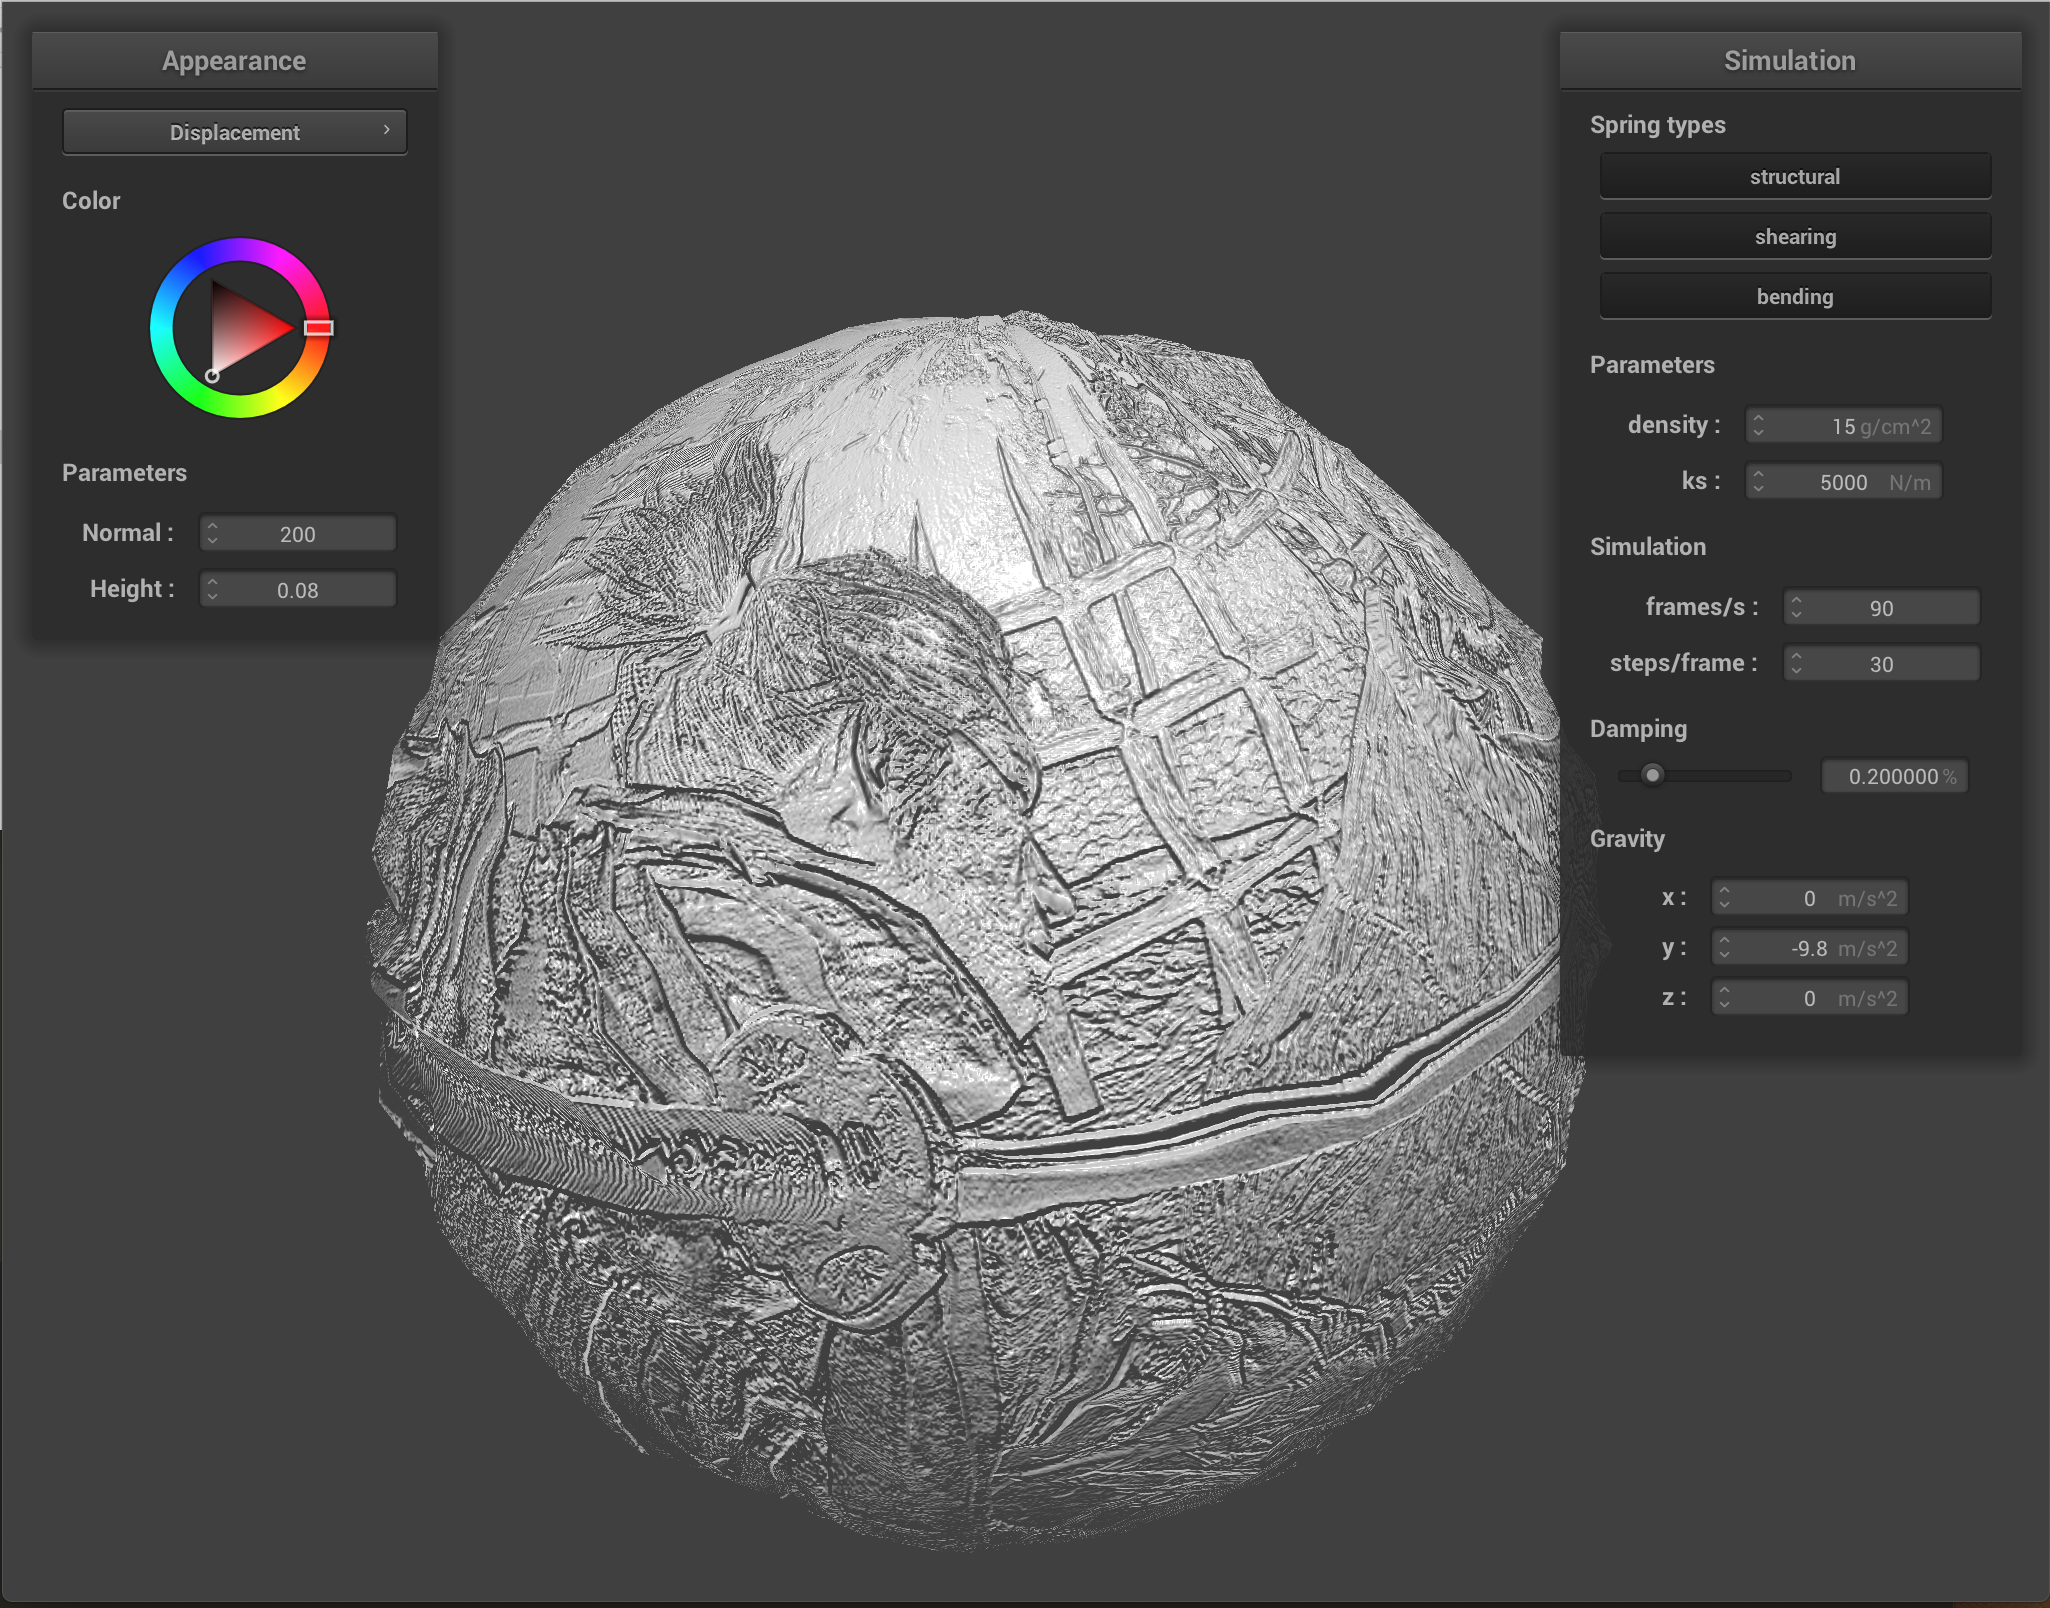 Appearance
Displacement
Color
Parameters
Normal : 200
Height : 0.08
Simulation
Spring types
structural
shearing
bending
Parameters
density : 15 g/cm^2
ks : 5000 N/m
Simulation
frames/s : 90
steps/frame : 30
Damping
0.200000 %
Gravity
x : 0 m/s^2
y : -9.8 m/s^2
z : 0 m/s^2